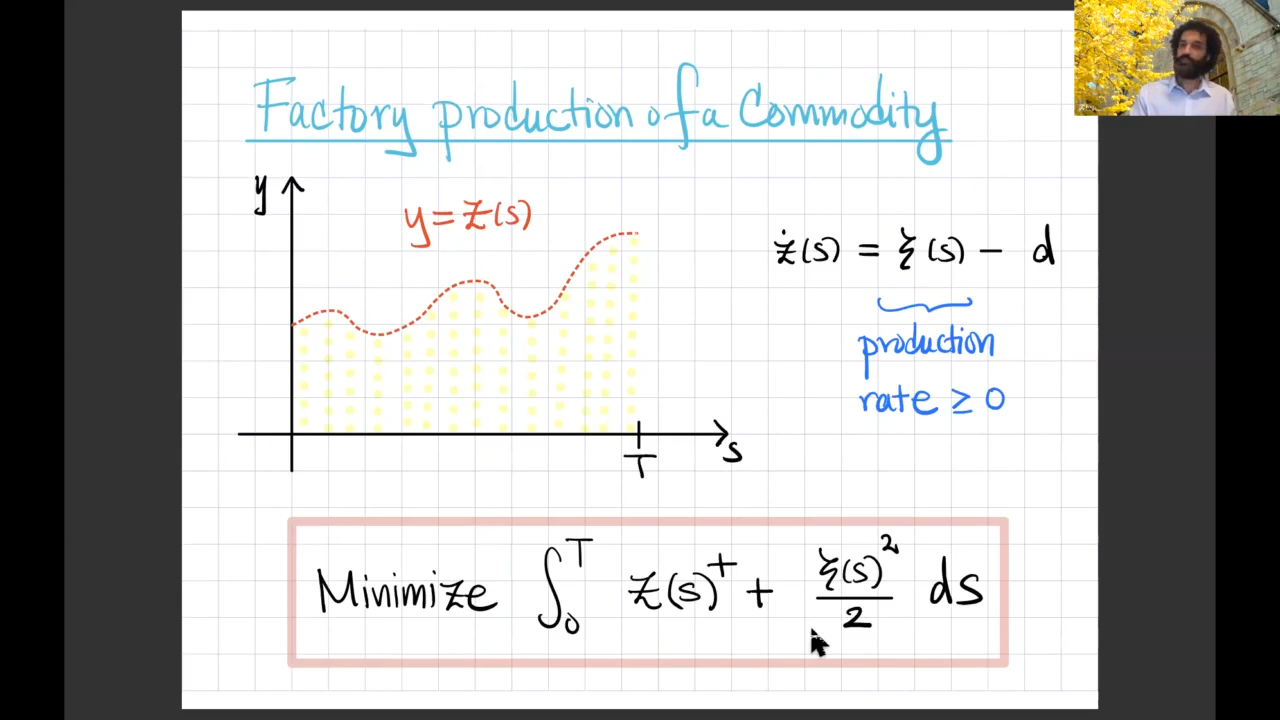 Factory production of a Commodity
y
y = z(s)
ż(s) = ξ(s) - d
production
rate ≥ 0
s
T
Minimize ∫₀ᵀ z(s)⁺ + ξ(s)²/2 ds